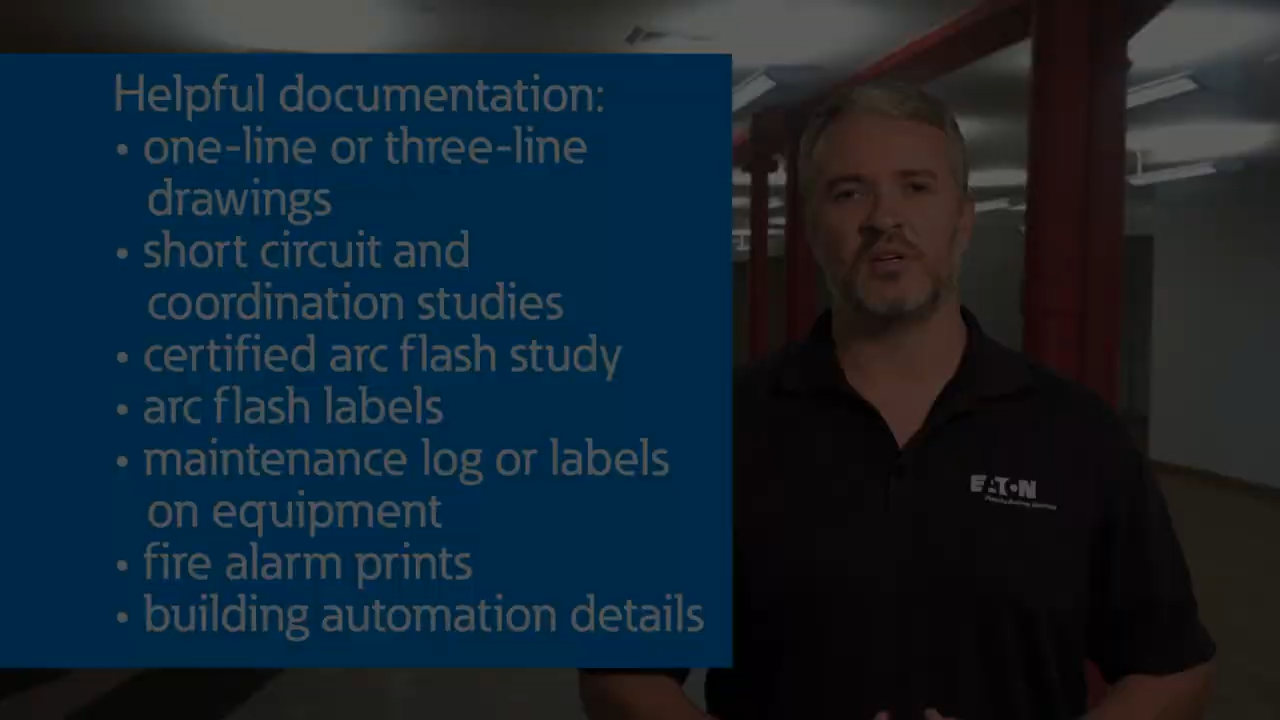 Helpful documentation:
• one-line or three-line
drawings
• short circuit and
coordination studies
• certified arc flash study
• arc flash labels
• maintenance log or labels
on equipment
• fire alarm prints
• building automation details
EATON